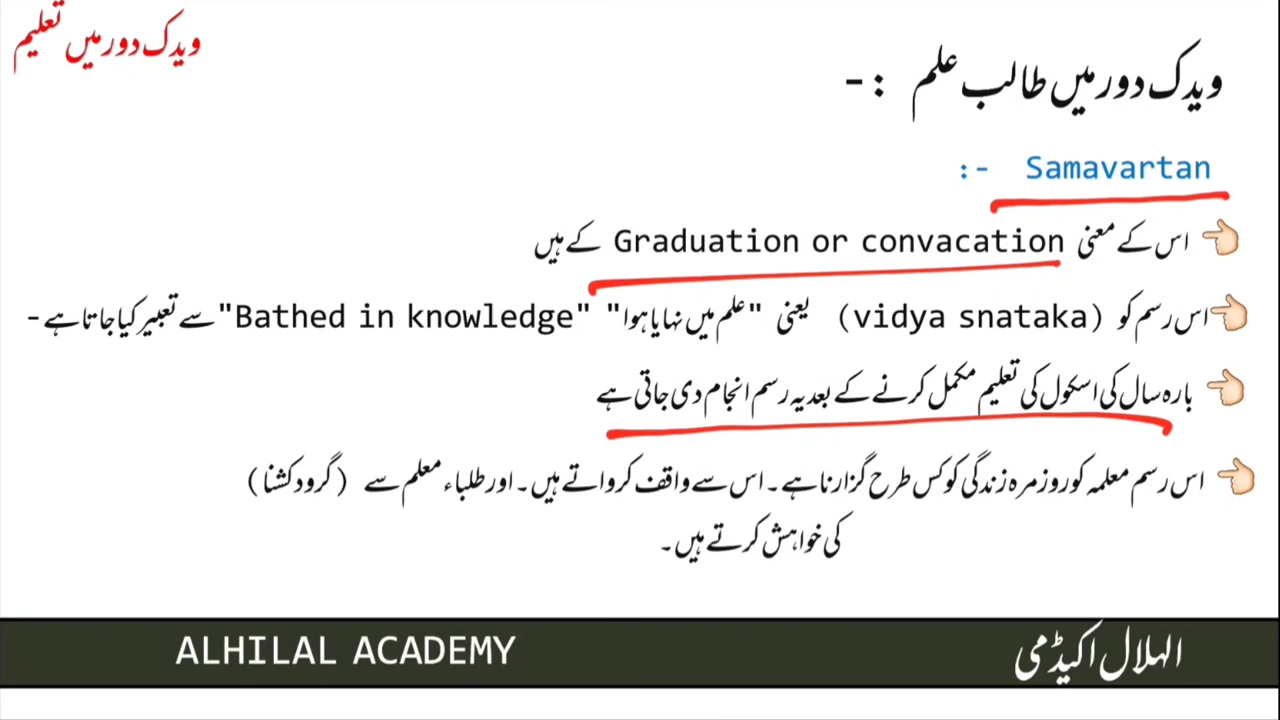 ویدک دور میں تعلیم
ویدک دور میں طالب علم :-
Samavartan :-
اس کے معنی Graduation or convacation کے ہیں
اس رسم کو (vidya snataka) یعنی "علم میں نہایا ہوا" "Bathed in knowledge" سے تعبیر کیا جاتا ہے -
بارہ سال کی اسکول کی تعلیم مکمل کرنے کے بعد یہ رسم انجام دی جاتی ہے
اس رسم معلمہ کو روز مرہ زندگی کو کس طرح گزارنا ہے۔ اس سے واقف کرواتے ہیں۔ اور طلباء معلم سے (گرودکشنا)
کی خواہش کرتے ہیں۔
ALHILAL ACADEMY
الہلال اکیڈمی